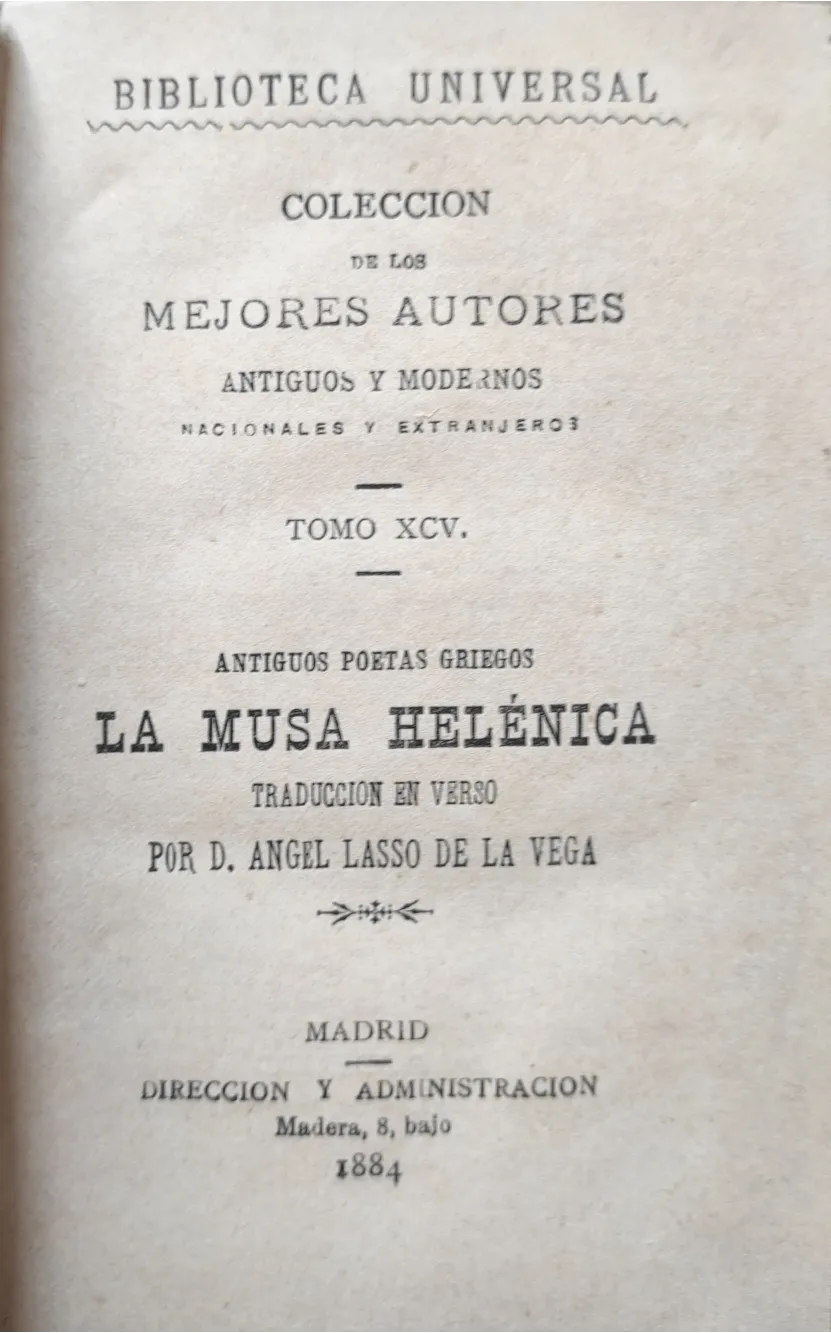 BIBLIOTECA UNIVERSAL
COLECCION
DE LOS
MEJORES AUTORES
ANTIGUOS Y MODERNOS
NACIONALES Y EXTRANJEROS
TOMO XCV.
ANTIGUOS POETAS GRIEGOS
LA MUSA HELÉNICA
TRADUCCION EN VERSO
POR D. ANGEL LASSO DE LA VEGA
MADRID
DIRECCION Y ADMINISTRACION
Madera, 8, bajo
1884